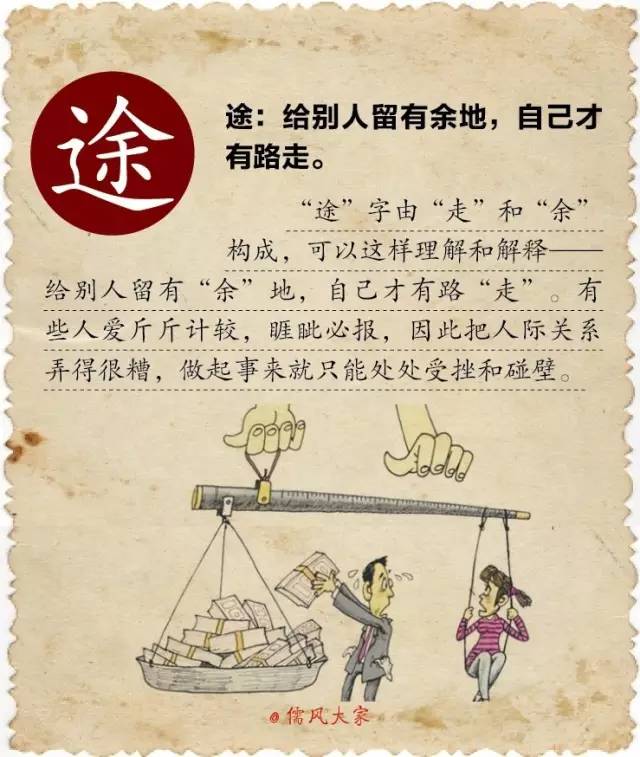 途
途：给别人留有余地，自己才
有路走。
“途”字由“走”和“余”
构成，可以这样理解和解释——
给别人留有“余”地，自己才有路“走”。有
些人爱斤斤计较，睚眦必报，因此把人际关系
弄得很糟，做起事来就只能处处受挫和碰壁。
@儒风大家